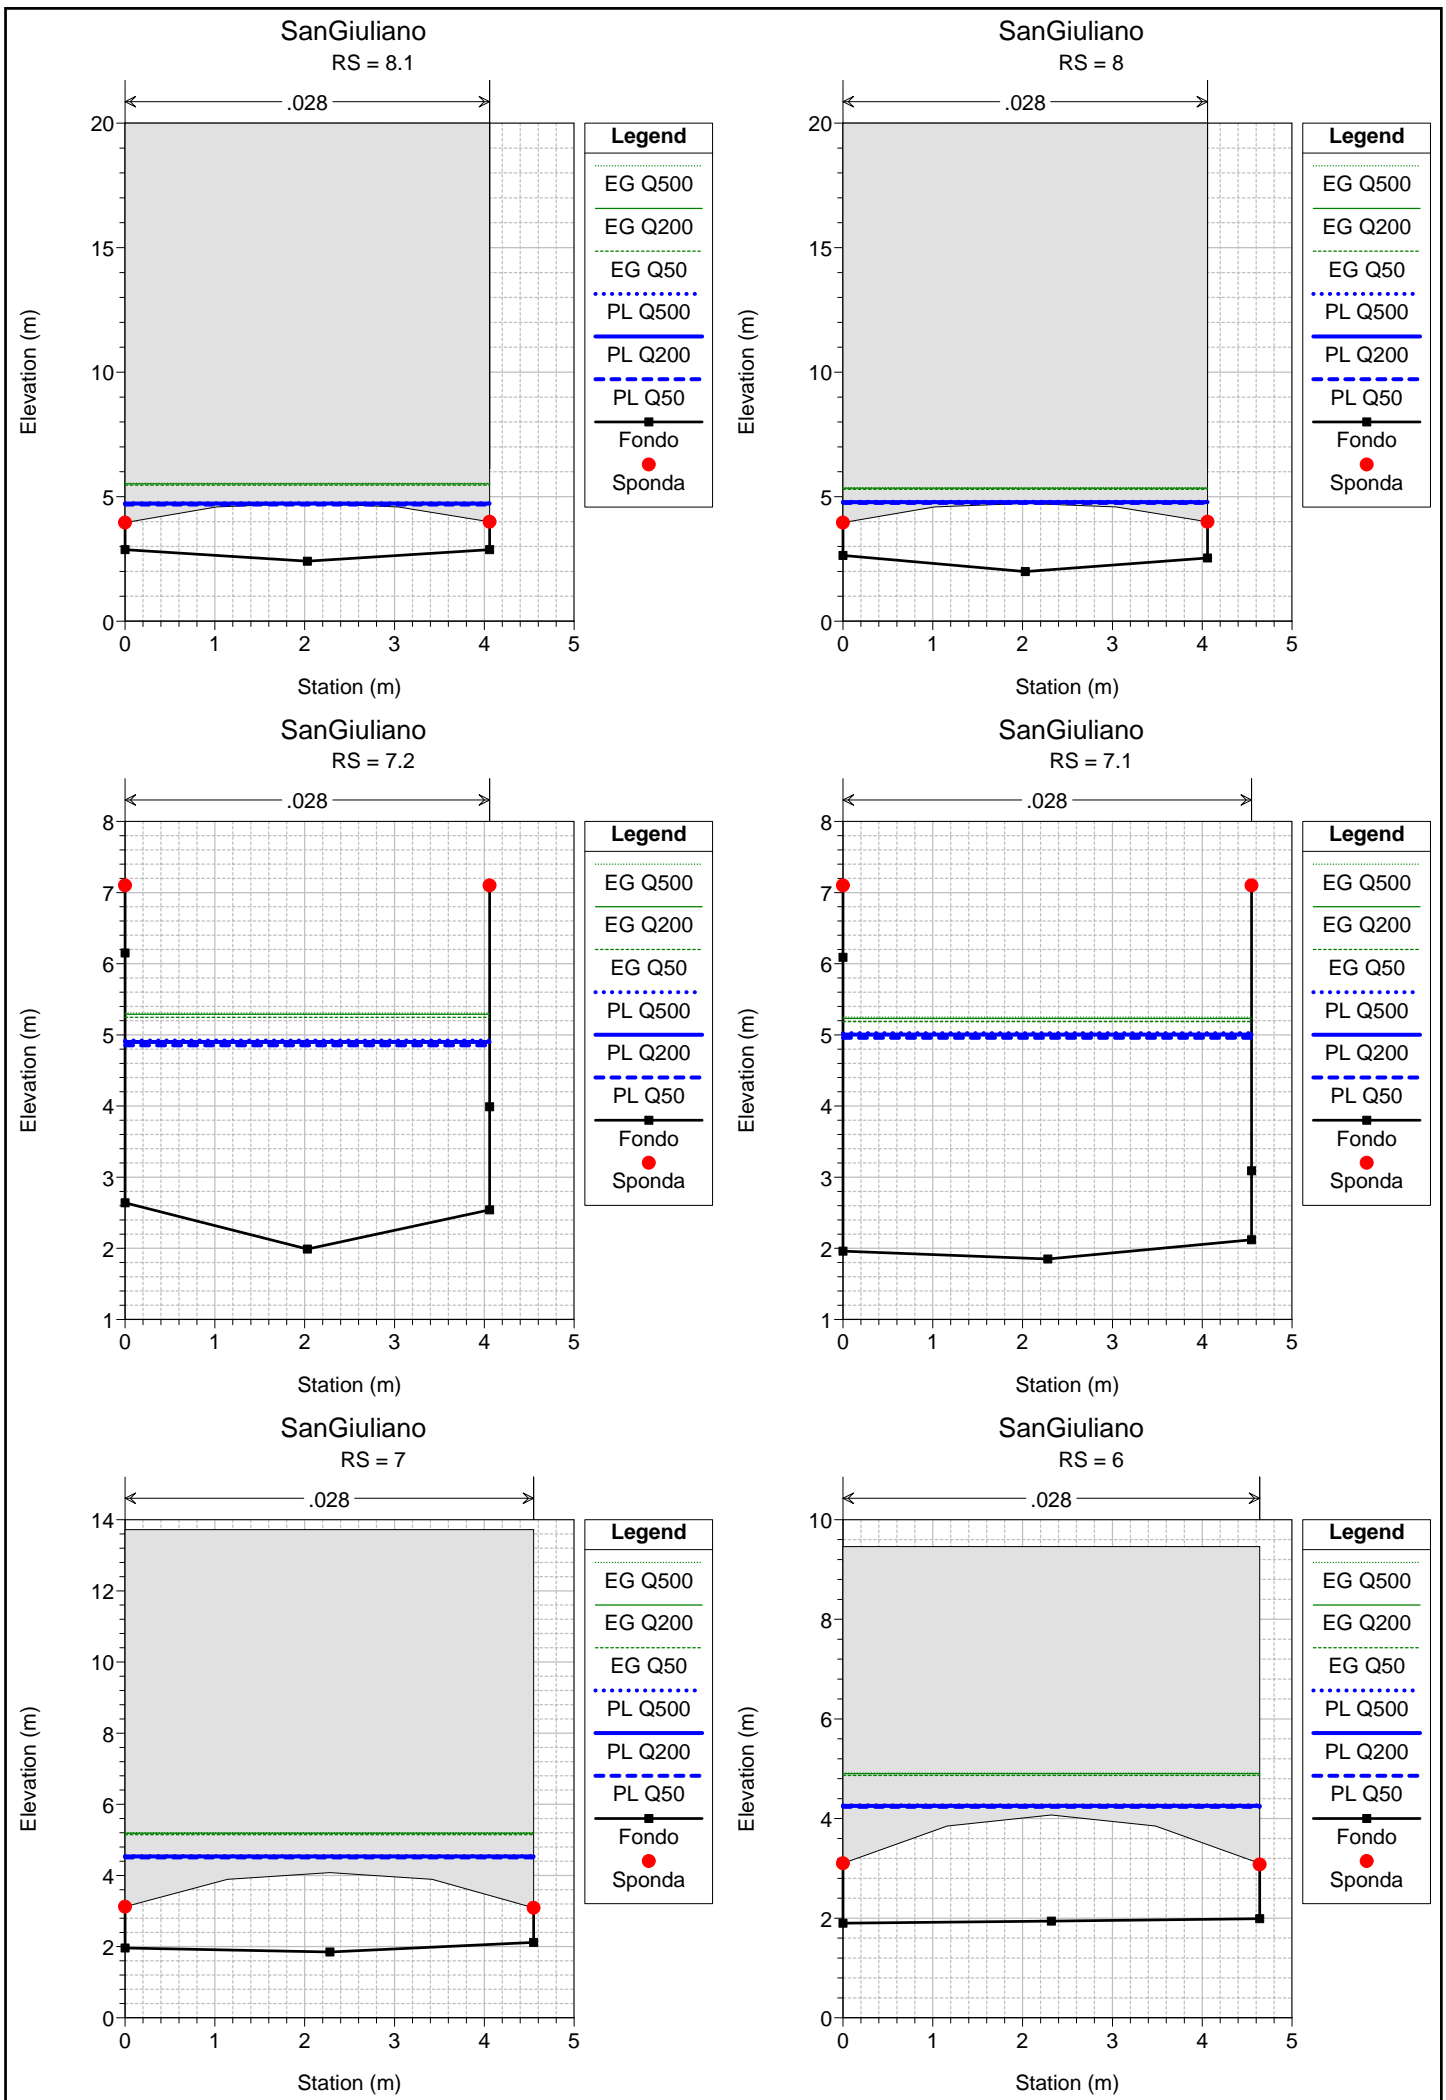 SanGiuliano
RS = 8.1
.028
20
15
10
5
0
0 1 2 3 4 5
Elevation (m)
Station (m)
Legend
EG Q500
EG Q200
EG Q50
PL Q500
PL Q200
PL Q50
Fondo
Sponda
SanGiuliano
RS = 8
.028
20
15
10
5
0
0 1 2 3 4 5
Elevation (m)
Station (m)
Legend
EG Q500
EG Q200
EG Q50
PL Q500
PL Q200
PL Q50
Fondo
Sponda
SanGiuliano
RS = 7.2
.028
8
7
6
5
4
3
2
1
0 1 2 3 4 5
Elevation (m)
Station (m)
Legend
EG Q500
EG Q200
EG Q50
PL Q500
PL Q200
PL Q50
Fondo
Sponda
SanGiuliano
RS = 7.1
.028
8
7
6
5
4
3
2
1
0 1 2 3 4 5
Elevation (m)
Station (m)
Legend
EG Q500
EG Q200
EG Q50
PL Q500
PL Q200
PL Q50
Fondo
Sponda
SanGiuliano
RS = 7
.028
14
12
10
8
6
4
2
0
0 1 2 3 4 5
Elevation (m)
Station (m)
Legend
EG Q500
EG Q200
EG Q50
PL Q500
PL Q200
PL Q50
Fondo
Sponda
SanGiuliano
RS = 6
.028
10
8
6
4
2
0
0 1 2 3 4 5
Elevation (m)
Station (m)
Legend
EG Q500
EG Q200
EG Q50
PL Q500
PL Q200
PL Q50
Fondo
Sponda